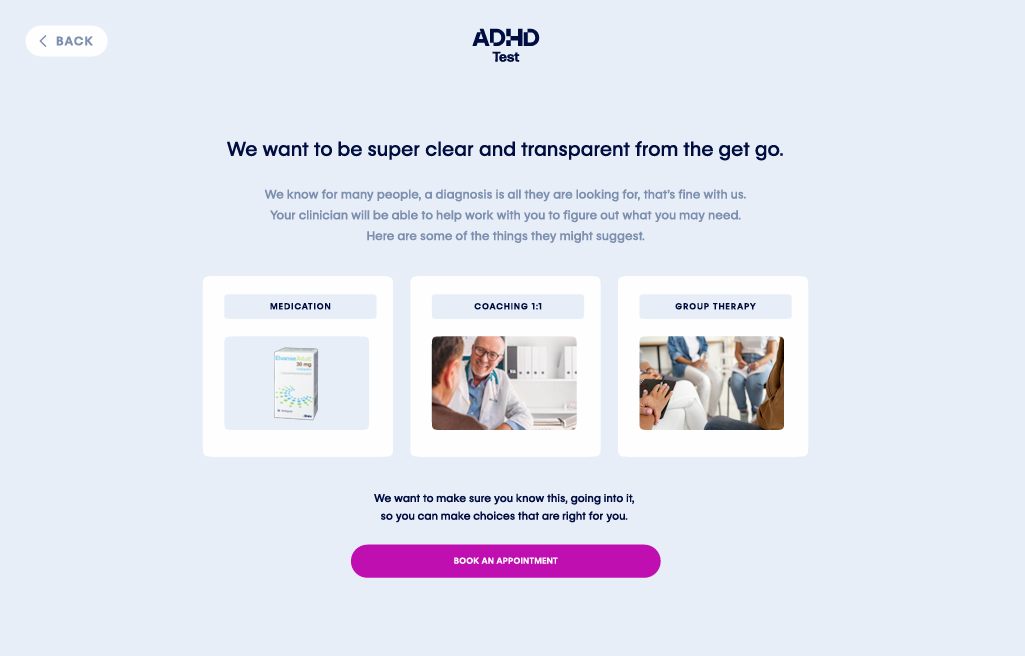 BACK
ADHD
Test
We want to be super clear and transparent from the get go.
We know for many people, a diagnosis is all they are looking for, that's fine with us.
Your clinician will be able to help work with you to figure out what you may need.
Here are some of the things they might suggest.
MEDICATION
COACHING 1:1
GROUP THERAPY
Elvanse Adult
30 mg
We want to make sure you know this, going into it,
so you can make choices that are right for you.
BOOK AN APPOINTMENT